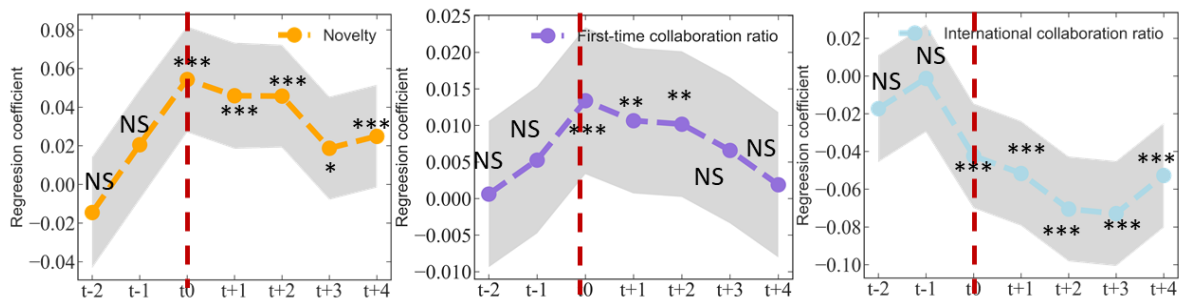 Regreesion coefficient
0.08
0.06
0.04
0.02
0.00
−0.02
−0.04
Novelty
NS
NS
***
***
***
*
***
t-2 t-1 t0 t+1 t+2 t+3 t+4
Regreesion coefficient
0.025
0.020
0.015
0.010
0.005
0.000
−0.005
−0.010
First-time collaboration ratio
NS
NS
***
**
**
NS
NS
t-2 t-1 t0 t+1 t+2 t+3 t+4
Regreesion coefficient
0.02
0.00
−0.02
−0.04
−0.06
−0.08
−0.10
International collaboration ratio
NS
NS
***
***
***
***
***
t-2 t-1 t0 t+1 t+2 t+3 t+4